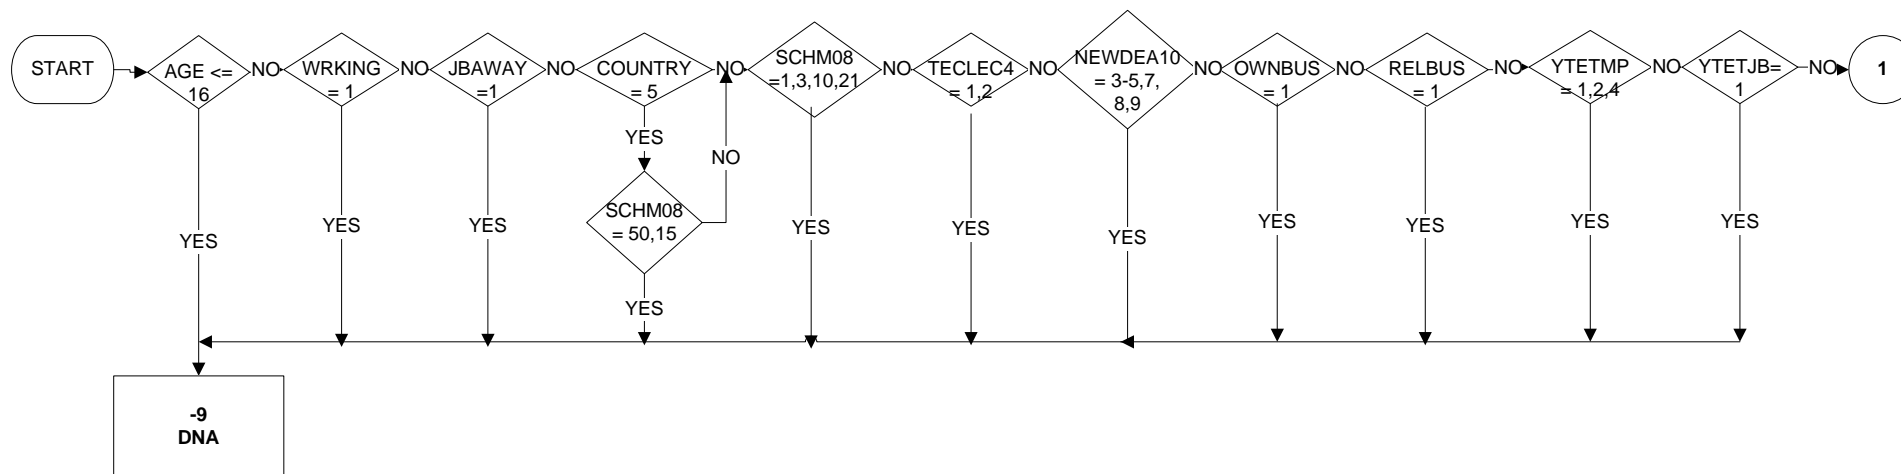 START
AGE <=
16
NO
WRKING
= 1
NO
JBAWAY
=1
NO
COUNTRY
= 5
NO
SCHM08
=1,3,10,21
NO
TECLEC4
= 1,2
NO
NEWDEA10
= 3-5,7,
8,9
NO
OWNBUS
= 1
NO
RELBUS
= 1
NO
YTETMP
= 1,2,4
NO
YTETJB=
1
NO
1
YES
NO
SCHM08
= 50,15
YES
YES
YES
YES
YES
YES
YES
YES
YES
YES
YES
-9
DNA